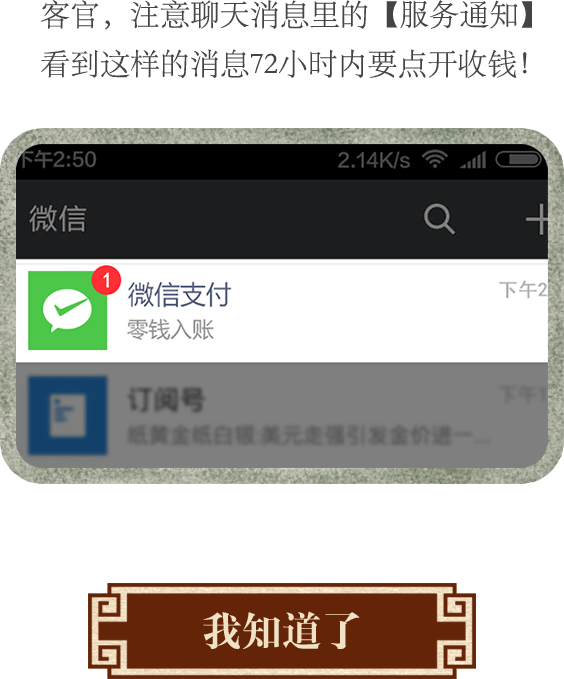 客官，注意聊天消息里的【服务通知】
看到这样的消息72小时内要点开收钱！
下午2:50
2.14K/s
微信
1
微信支付
下午2
零钱入账
订阅号
下午1
纸黄金纸白银:美元走强引发金价进一...
我知道了